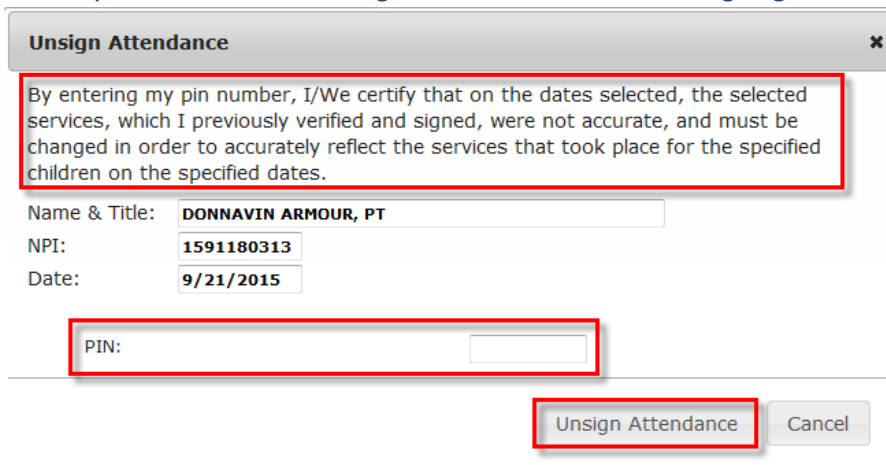 Unsign Attendance ×
By entering my pin number, I/We certify that on the dates selected, the selected
services, which I previously verified and signed, were not accurate, and must be
changed in order to accurately reflect the services that took place for the specified
children on the specified dates.
Name & Title: DONNAVIN ARMOUR, PT
NPI: 1591180313
Date: 9/21/2015
PIN:
Unsign Attendance Cancel